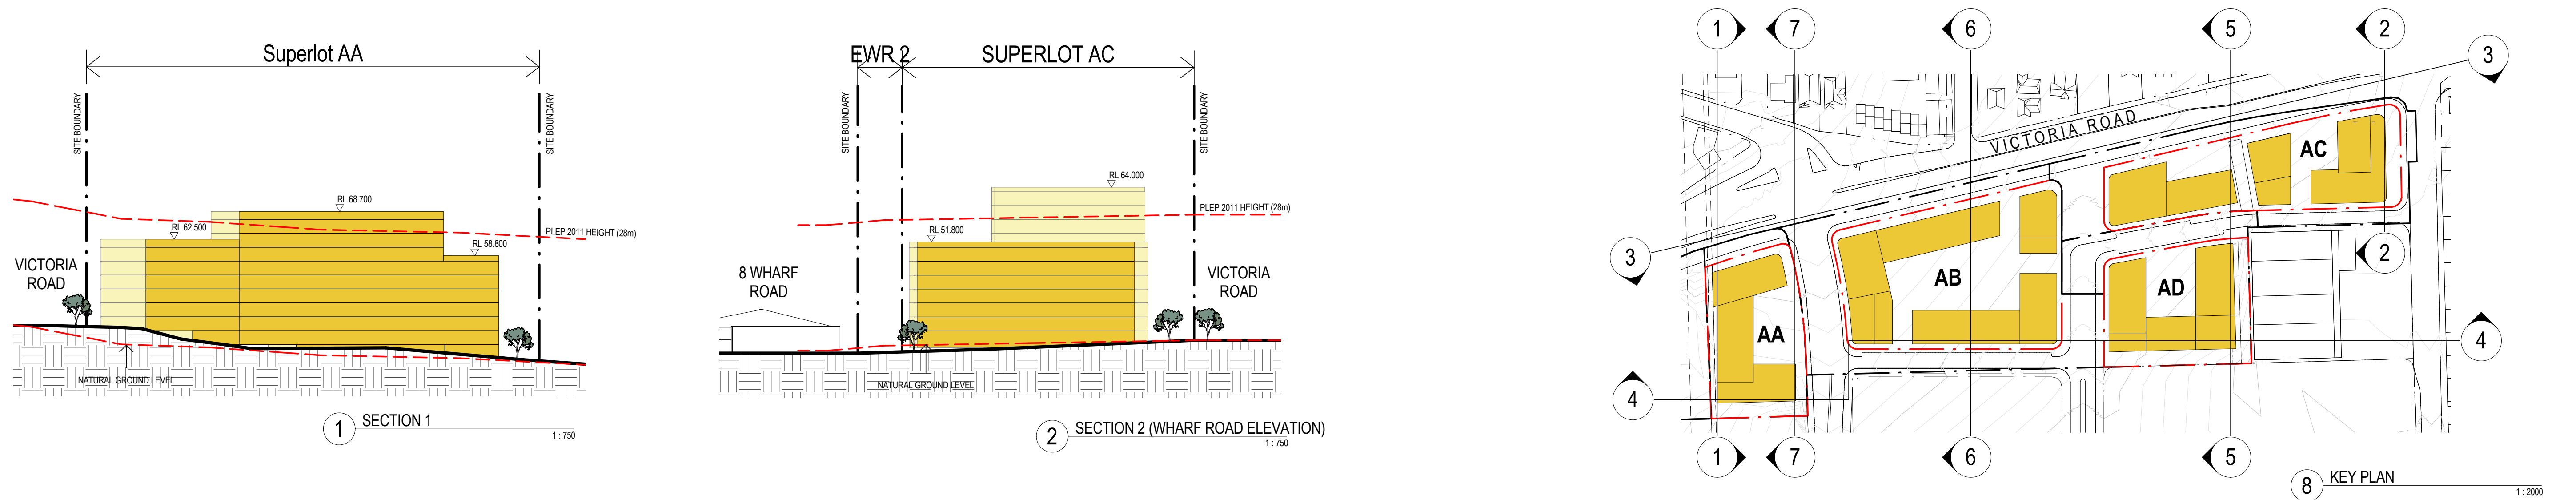 Superlot AA
SITE BOUNDARY
SITE BOUNDARY
RL 68.700
RL 62.500
RL 58.800
PLEP 2011 HEIGHT (28m)
VICTORIA
ROAD
NATURAL GROUND LEVEL
1
SECTION 1
1 : 750
EWR 2
SUPERLOT AC
SITE BOUNDARY
SITE BOUNDARY
RL 64.000
PLEP 2011 HEIGHT (28m)
RL 51.800
8 WHARF
ROAD
VICTORIA
ROAD
NATURAL GROUND LEVEL
2
SECTION 2 (WHARF ROAD ELEVATION)
1 : 750
1
7
6
5
2
3
VICTORIA ROAD
AC
3
2
AB
AD
AA
4
4
1
7
6
5
8
KEY PLAN
1 : 2000